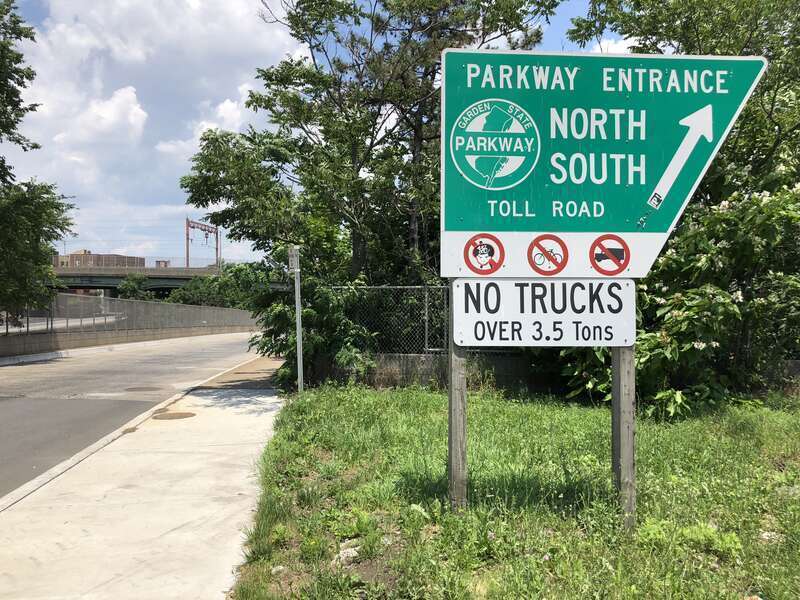 PARKWAY ENTRANCE
GARDEN STATE
PARKWAY
NORTH
SOUTH
TOLL ROAD
NO TRUCKS
OVER 3.5 Tons